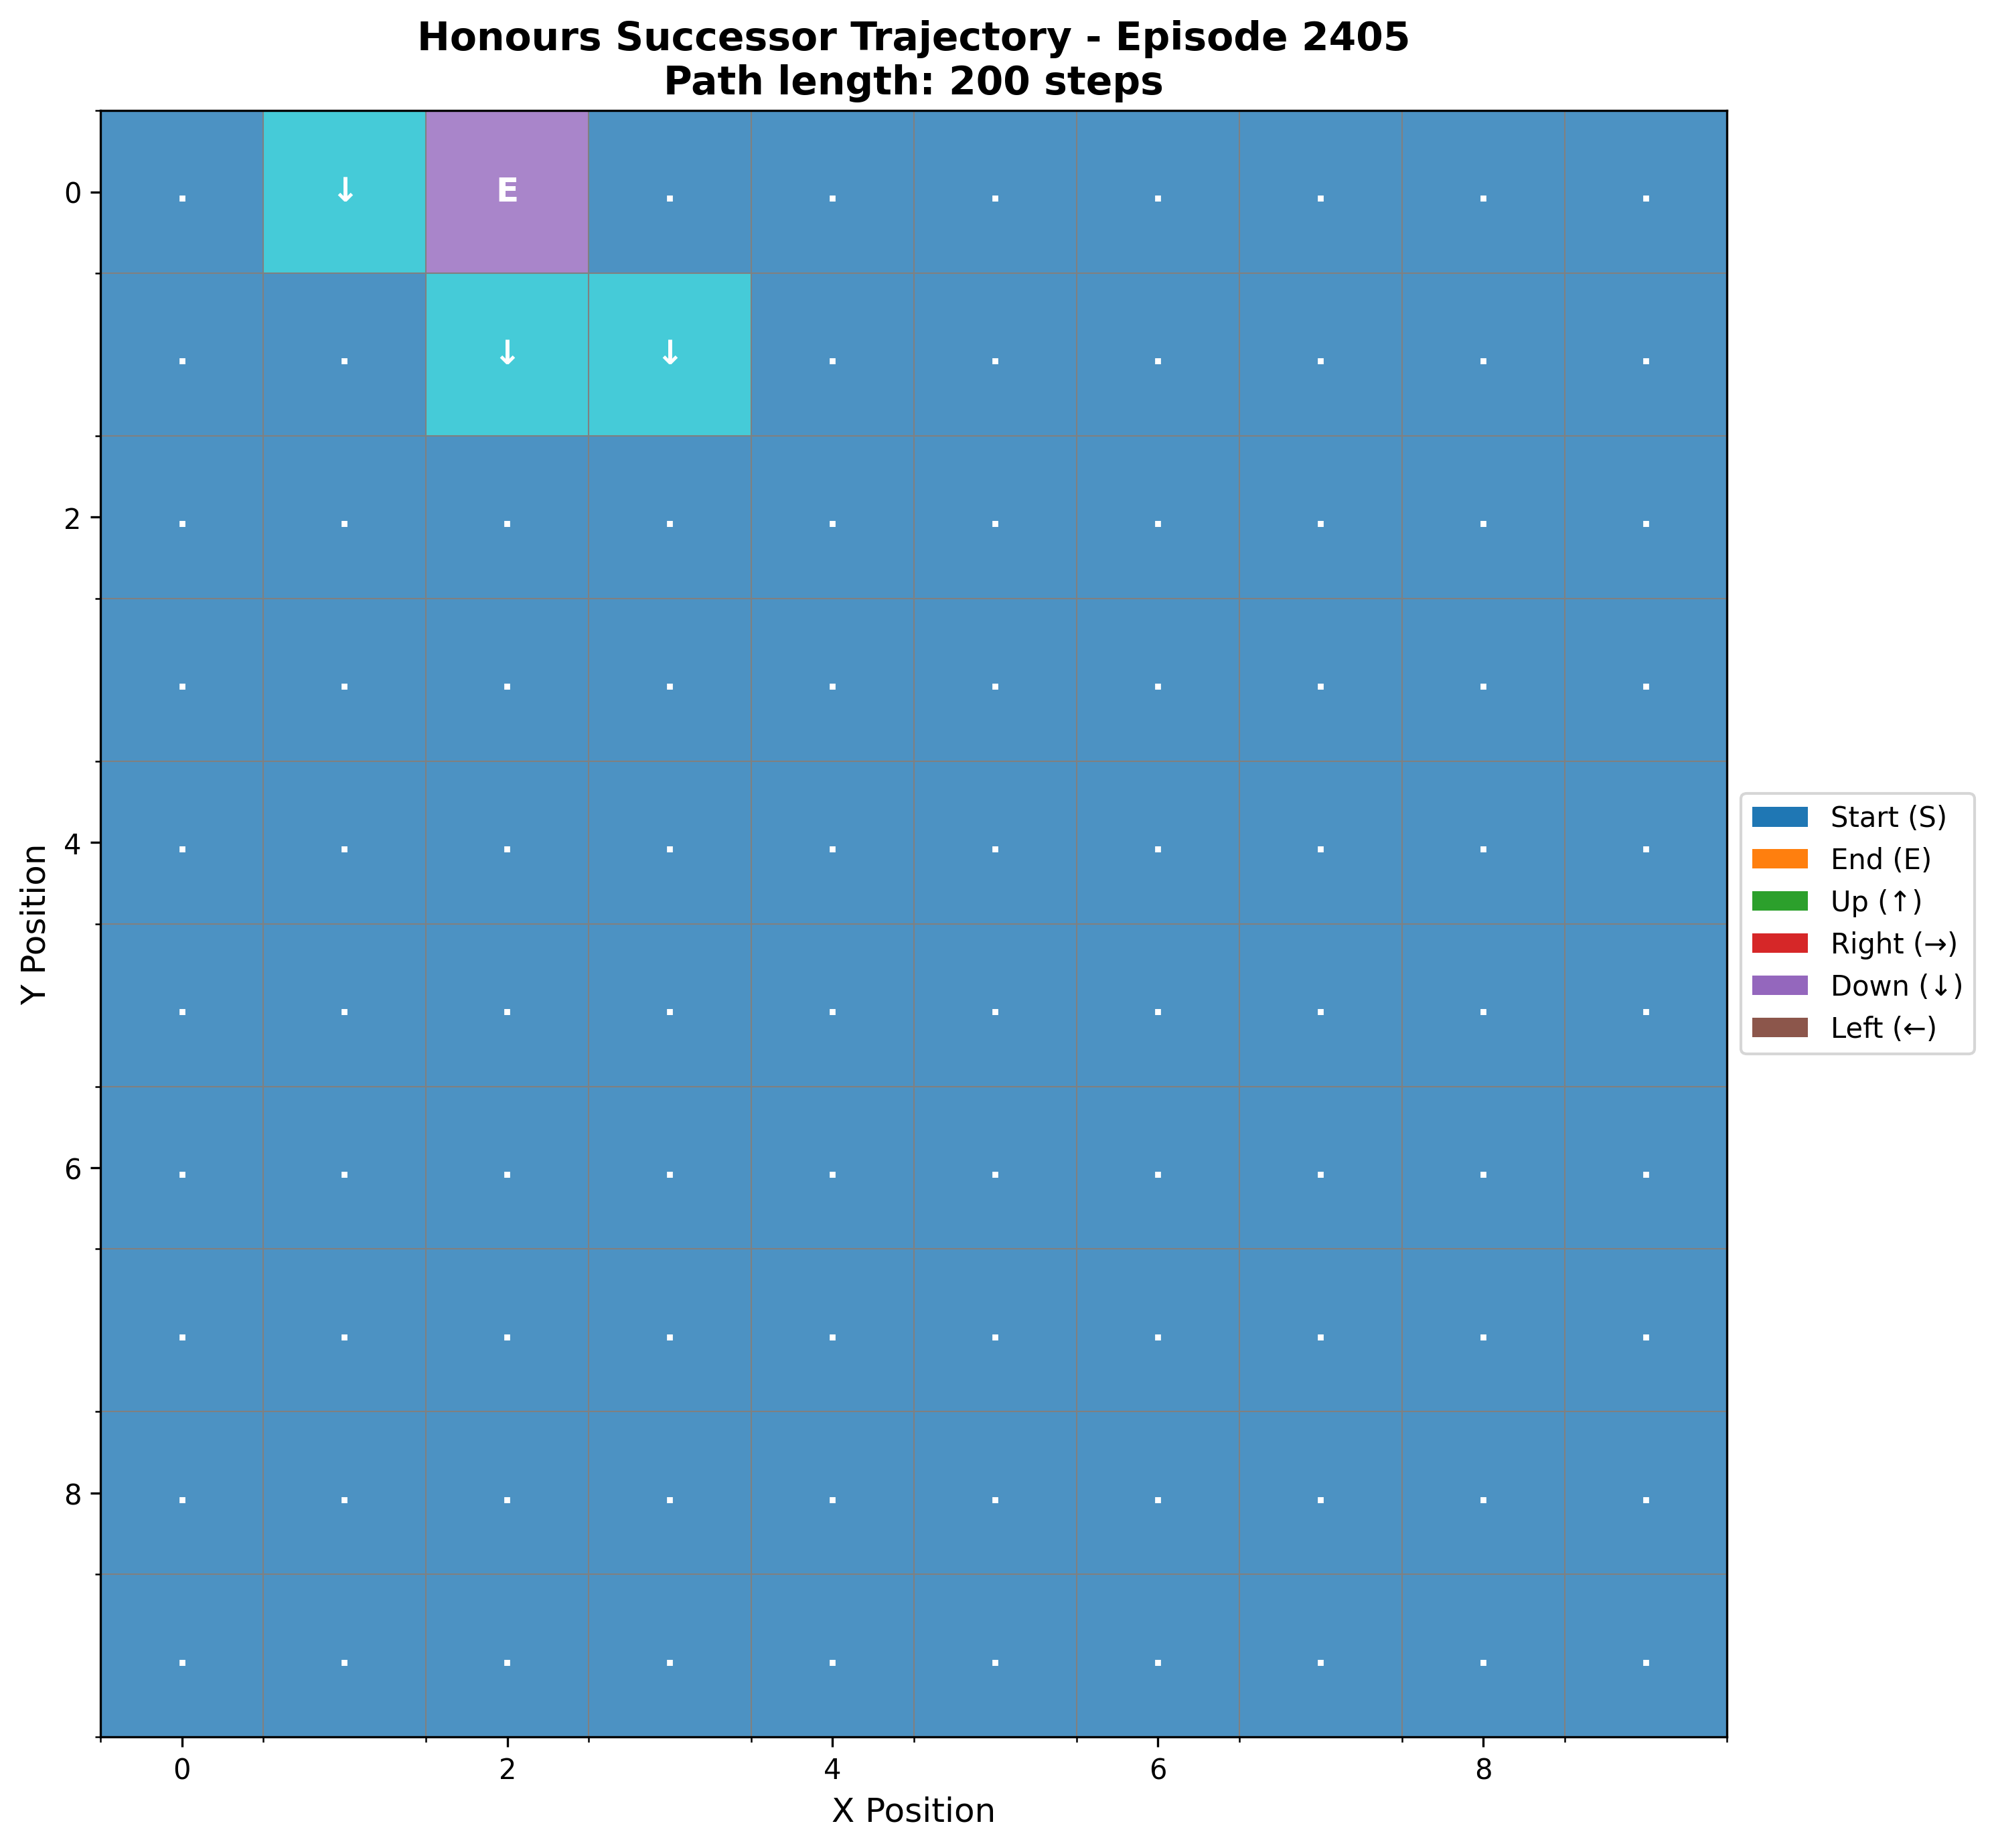 Honours Successor Trajectory - Episode 2405
Path length: 200 steps
0
↓ E
↓ ↓
2
4
6
8
Y Position
0 2 4 6 8
X Position
Start (S)
End (E)
Up (↑)
Right (→)
Down (↓)
Left (←)